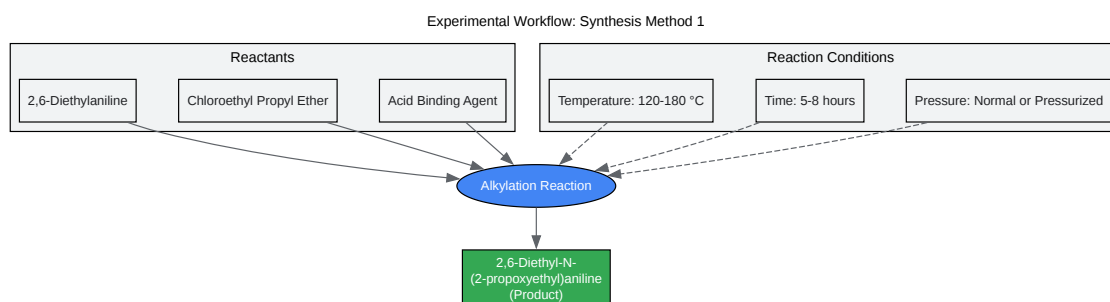 Experimental Workflow: Synthesis Method 1
Reactants
Reaction Conditions
2,6-Diethylaniline
Chloroethyl Propyl Ether
Acid Binding Agent
Temperature: 120-180 °C
Time: 5-8 hours
Pressure: Normal or Pressurized
Alkylation Reaction
2,6-Diethyl-N-
(2-propoxyethyl)aniline
(Product)